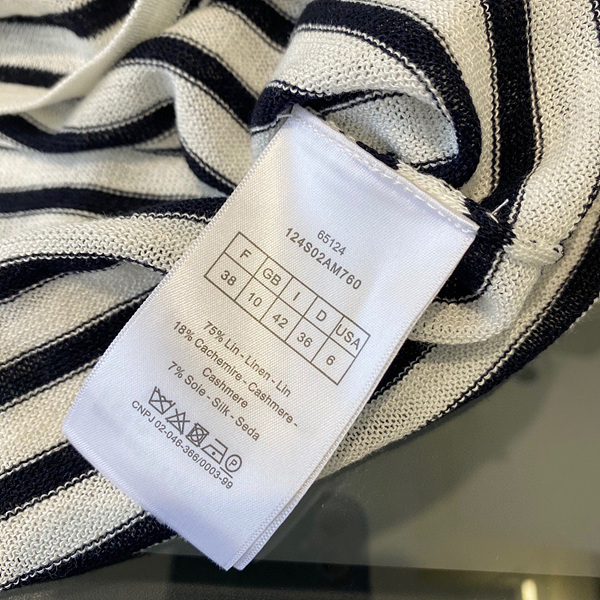 65124
124S02AM760
F GB I D USA
38 10 42 36 6
75% Lin - Linen - Lin
18% Cachemire - Cashmere -
Cashmere
7% Soie - Silk - Seda
P
CNPJ 02-046-366/0003-99